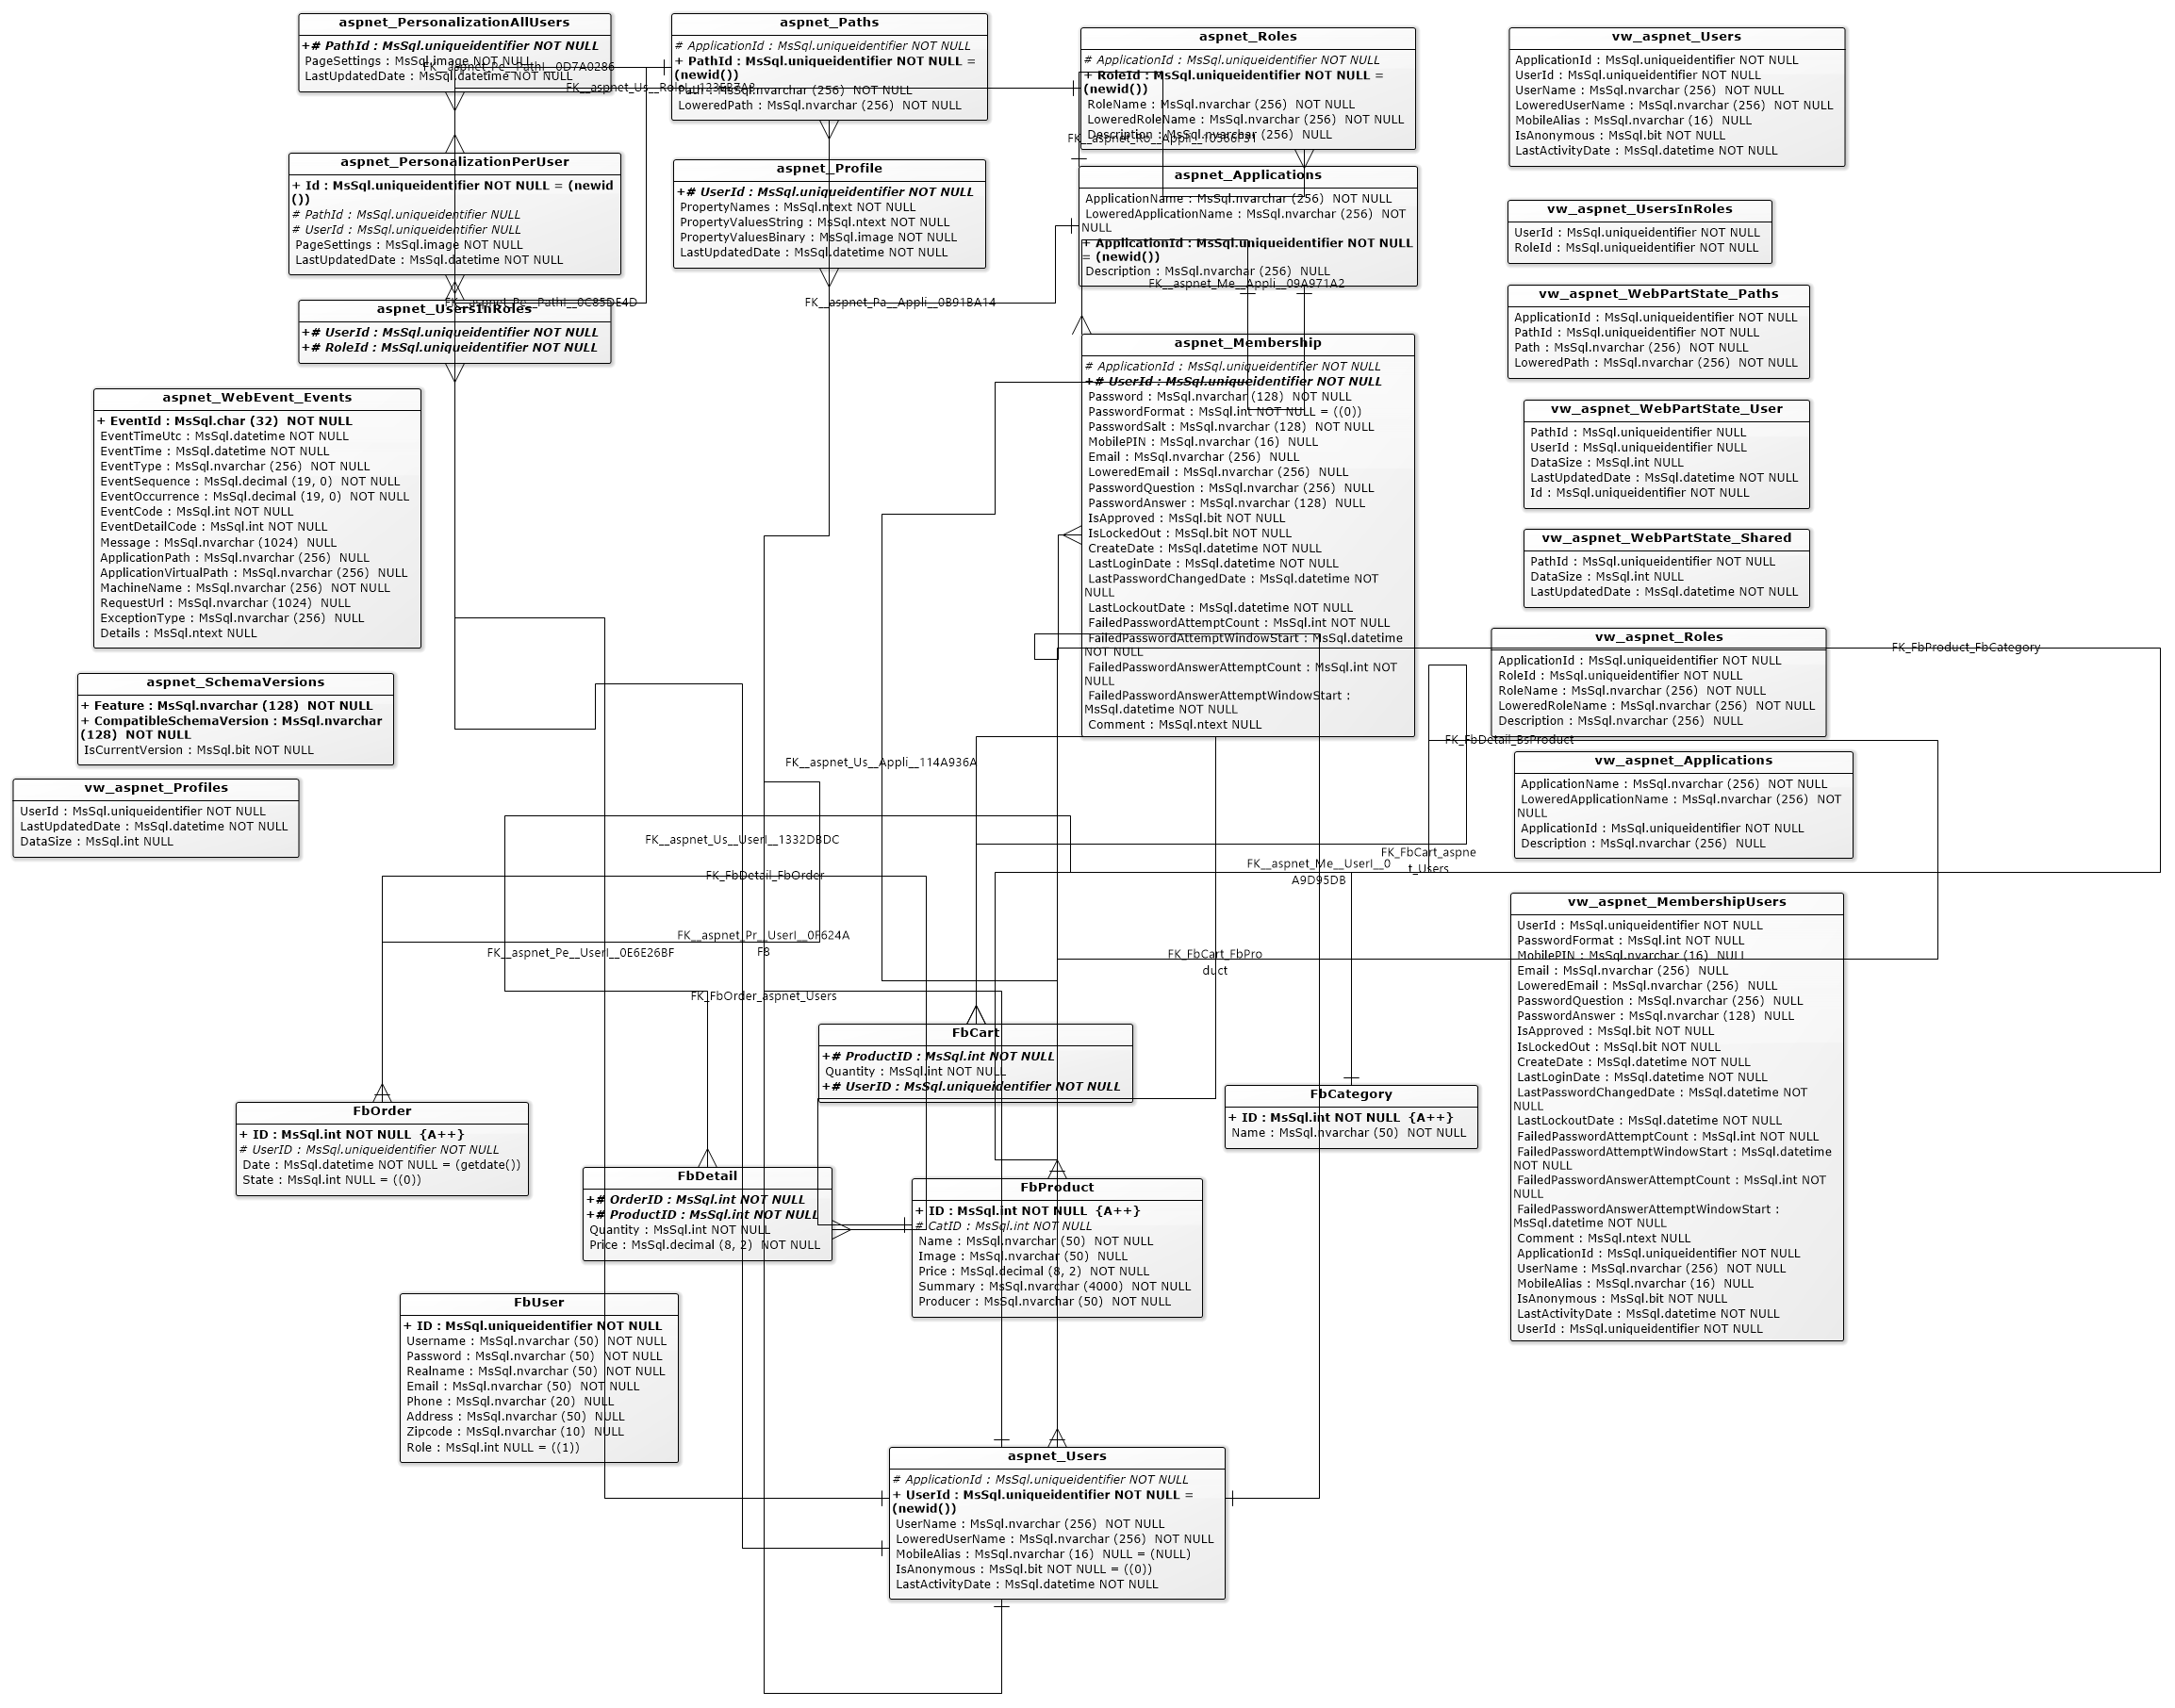 aspnet_PersonalizationAllUsers
+# PathId : MsSql.uniqueidentifier NOT NULL
PageSettings : MsSql.image NOT NULL
LastUpdatedDate : MsSql.datetime NOT NULL
FK__aspnet_Pe__PathI__0D7A0286
aspnet_Paths
# ApplicationId : MsSql.uniqueidentifier NOT NULL
+ PathId : MsSql.uniqueidentifier NOT NULL =
(newid())
Path : MsSql.nvarchar (256)  NOT NULL
LoweredPath : MsSql.nvarchar (256)  NOT NULL
aspnet_Roles
# ApplicationId : MsSql.uniqueidentifier NOT NULL
+ RoleId : MsSql.uniqueidentifier NOT NULL =
(newid())
RoleName : MsSql.nvarchar (256)  NOT NULL
LoweredRoleName : MsSql.nvarchar (256)  NOT NULL
Description : MsSql.nvarchar (256)  NULL
vw_aspnet_Users
ApplicationId : MsSql.uniqueidentifier NOT NULL
UserId : MsSql.uniqueidentifier NOT NULL
UserName : MsSql.nvarchar (256)  NOT NULL
LoweredUserName : MsSql.nvarchar (256)  NOT NULL
MobileAlias : MsSql.nvarchar (16)  NULL
IsAnonymous : MsSql.bit NOT NULL
LastActivityDate : MsSql.datetime NOT NULL
aspnet_PersonalizationPerUser
+ Id : MsSql.uniqueidentifier NOT NULL = (newid
())
# PathId : MsSql.uniqueidentifier NULL
# UserId : MsSql.uniqueidentifier NULL
PageSettings : MsSql.image NOT NULL
LastUpdatedDate : MsSql.datetime NOT NULL
aspnet_Profile
+# UserId : MsSql.uniqueidentifier NOT NULL
PropertyNames : MsSql.ntext NOT NULL
PropertyValuesString : MsSql.ntext NOT NULL
PropertyValuesBinary : MsSql.image NOT NULL
LastUpdatedDate : MsSql.datetime NOT NULL
aspnet_Applications
ApplicationName : MsSql.nvarchar (256)  NOT NULL
LoweredApplicationName : MsSql.nvarchar (256)  NOT
NULL
+ ApplicationId : MsSql.uniqueidentifier NOT NULL
= (newid())
Description : MsSql.nvarchar (256)  NULL
FK__aspnet_Me__Appli__09A971A2
vw_aspnet_UsersInRoles
UserId : MsSql.uniqueidentifier NOT NULL
RoleId : MsSql.uniqueidentifier NOT NULL
FK__aspnet_Pe__PathI__0C85DE4D
FK__aspnet_Pa__Appli__0B91BA14
aspnet_UsersInRoles
+# UserId : MsSql.uniqueidentifier NOT NULL
+# RoleId : MsSql.uniqueidentifier NOT NULL
vw_aspnet_WebPartState_Paths
ApplicationId : MsSql.uniqueidentifier NOT NULL
PathId : MsSql.uniqueidentifier NOT NULL
Path : MsSql.nvarchar (256)  NOT NULL
LoweredPath : MsSql.nvarchar (256)  NOT NULL
aspnet_WebEvent_Events
+ EventId : MsSql.char (32)  NOT NULL
EventTimeUtc : MsSql.datetime NOT NULL
EventTime : MsSql.datetime NOT NULL
EventType : MsSql.nvarchar (256)  NOT NULL
EventSequence : MsSql.decimal (19, 0)  NOT NULL
EventOccurrence : MsSql.decimal (19, 0)  NOT NULL
EventCode : MsSql.int NOT NULL
EventDetailCode : MsSql.int NOT NULL
Message : MsSql.nvarchar (1024)  NULL
ApplicationPath : MsSql.nvarchar (256)  NULL
ApplicationVirtualPath : MsSql.nvarchar (256)  NULL
MachineName : MsSql.nvarchar (256)  NOT NULL
RequestUrl : MsSql.nvarchar (1024)  NULL
ExceptionType : MsSql.nvarchar (256)  NULL
Details : MsSql.ntext NULL
aspnet_Membership
# ApplicationId : MsSql.uniqueidentifier NOT NULL
+# UserId : MsSql.uniqueidentifier NOT NULL
Password : MsSql.nvarchar (128)  NOT NULL
PasswordFormat : MsSql.int NOT NULL = ((0))
PasswordSalt : MsSql.nvarchar (128)  NOT NULL
MobilePIN : MsSql.nvarchar (16)  NULL
Email : MsSql.nvarchar (256)  NULL
LoweredEmail : MsSql.nvarchar (256)  NULL
PasswordQuestion : MsSql.nvarchar (256)  NULL
PasswordAnswer : MsSql.nvarchar (128)  NULL
IsApproved : MsSql.bit NOT NULL
IsLockedOut : MsSql.bit NOT NULL
CreateDate : MsSql.datetime NOT NULL
LastLoginDate : MsSql.datetime NOT NULL
LastPasswordChangedDate : MsSql.datetime NOT
NULL
LastLockoutDate : MsSql.datetime NOT NULL
FailedPasswordAttemptCount : MsSql.int NOT NULL
FailedPasswordAttemptWindowStart : MsSql.datetime
NOT NULL
FailedPasswordAnswerAttemptCount : MsSql.int NOT
NULL
FailedPasswordAnswerAttemptWindowStart :
MsSql.datetime NOT NULL
Comment : MsSql.ntext NULL
vw_aspnet_WebPartState_User
PathId : MsSql.uniqueidentifier NULL
UserId : MsSql.uniqueidentifier NULL
DataSize : MsSql.int NULL
LastUpdatedDate : MsSql.datetime NOT NULL
Id : MsSql.uniqueidentifier NOT NULL
vw_aspnet_WebPartState_Shared
PathId : MsSql.uniqueidentifier NOT NULL
DataSize : MsSql.int NULL
LastUpdatedDate : MsSql.datetime NOT NULL
vw_aspnet_Roles
ApplicationId : MsSql.uniqueidentifier NOT NULL
RoleId : MsSql.uniqueidentifier NOT NULL
RoleName : MsSql.nvarchar (256)  NOT NULL
LoweredRoleName : MsSql.nvarchar (256)  NOT NULL
Description : MsSql.nvarchar (256)  NULL
FK_FbProduct_FbCategory
FK_FbDetail_BsProduct
aspnet_SchemaVersions
+ Feature : MsSql.nvarchar (128)  NOT NULL
+ CompatibleSchemaVersion : MsSql.nvarchar
(128)  NOT NULL
IsCurrentVersion : MsSql.bit NOT NULL
vw_aspnet_Profiles
UserId : MsSql.uniqueidentifier NOT NULL
LastUpdatedDate : MsSql.datetime NOT NULL
DataSize : MsSql.int NULL
vw_aspnet_Applications
ApplicationName : MsSql.nvarchar (256)  NOT NULL
LoweredApplicationName : MsSql.nvarchar (256)  NOT
NULL
ApplicationId : MsSql.uniqueidentifier NOT NULL
Description : MsSql.nvarchar (256)  NULL
FK__aspnet_Us__Appli__114A936A
FK__aspnet_Us__UserI__1332DBDC
FK_FbDetail_FbOrder
FK__aspnet_Me__UserI__0
A9D95DB
FK_FbCart_aspne
t_Users
FK__aspnet_Pr__UserI__0F624A
F8
FK__aspnet_Pe__UserI__0E6E26BF
FK_FbCart_FbPro
duct
FK_FbOrder_aspnet_Users
vw_aspnet_MembershipUsers
UserId : MsSql.uniqueidentifier NOT NULL
PasswordFormat : MsSql.int NOT NULL
MobilePIN : MsSql.nvarchar (16)  NULL
Email : MsSql.nvarchar (256)  NULL
LoweredEmail : MsSql.nvarchar (256)  NULL
PasswordQuestion : MsSql.nvarchar (256)  NULL
PasswordAnswer : MsSql.nvarchar (128)  NULL
IsApproved : MsSql.bit NOT NULL
IsLockedOut : MsSql.bit NOT NULL
CreateDate : MsSql.datetime NOT NULL
LastLoginDate : MsSql.datetime NOT NULL
LastPasswordChangedDate : MsSql.datetime NOT
NULL
LastLockoutDate : MsSql.datetime NOT NULL
FailedPasswordAttemptCount : MsSql.int NOT NULL
FailedPasswordAttemptWindowStart : MsSql.datetime
NOT NULL
FailedPasswordAnswerAttemptCount : MsSql.int NOT
NULL
FailedPasswordAnswerAttemptWindowStart :
MsSql.datetime NOT NULL
Comment : MsSql.ntext NULL
ApplicationId : MsSql.uniqueidentifier NOT NULL
UserName : MsSql.nvarchar (256)  NOT NULL
MobileAlias : MsSql.nvarchar (16)  NULL
IsAnonymous : MsSql.bit NOT NULL
LastActivityDate : MsSql.datetime NOT NULL
UserId : MsSql.uniqueidentifier NOT NULL
FbCart
+# ProductID : MsSql.int NOT NULL
Quantity : MsSql.int NOT NULL
+# UserID : MsSql.uniqueidentifier NOT NULL
FbCategory
+ ID : MsSql.int NOT NULL  {A++}
Name : MsSql.nvarchar (50)  NOT NULL
FbOrder
+ ID : MsSql.int NOT NULL  {A++}
# UserID : MsSql.uniqueidentifier NOT NULL
Date : MsSql.datetime NOT NULL = (getdate())
State : MsSql.int NULL = ((0))
FbDetail
+# OrderID : MsSql.int NOT NULL
+# ProductID : MsSql.int NOT NULL
Quantity : MsSql.int NOT NULL
Price : MsSql.decimal (8, 2)  NOT NULL
FbProduct
+ ID : MsSql.int NOT NULL  {A++}
# CatID : MsSql.int NOT NULL
Name : MsSql.nvarchar (50)  NOT NULL
Image : MsSql.nvarchar (50)  NULL
Price : MsSql.decimal (8, 2)  NOT NULL
Summary : MsSql.nvarchar (4000)  NOT NULL
Producer : MsSql.nvarchar (50)  NOT NULL
FbUser
+ ID : MsSql.uniqueidentifier NOT NULL
Username : MsSql.nvarchar (50)  NOT NULL
Password : MsSql.nvarchar (50)  NOT NULL
Realname : MsSql.nvarchar (50)  NOT NULL
Email : MsSql.nvarchar (50)  NOT NULL
Phone : MsSql.nvarchar (20)  NULL
Address : MsSql.nvarchar (50)  NULL
Zipcode : MsSql.nvarchar (10)  NULL
Role : MsSql.int NULL = ((1))
aspnet_Users
# ApplicationId : MsSql.uniqueidentifier NOT NULL
+ UserId : MsSql.uniqueidentifier NOT NULL =
(newid())
UserName : MsSql.nvarchar (256)  NOT NULL
LoweredUserName : MsSql.nvarchar (256)  NOT NULL
MobileAlias : MsSql.nvarchar (16)  NULL = (NULL)
IsAnonymous : MsSql.bit NOT NULL = ((0))
LastActivityDate : MsSql.datetime NOT NULL